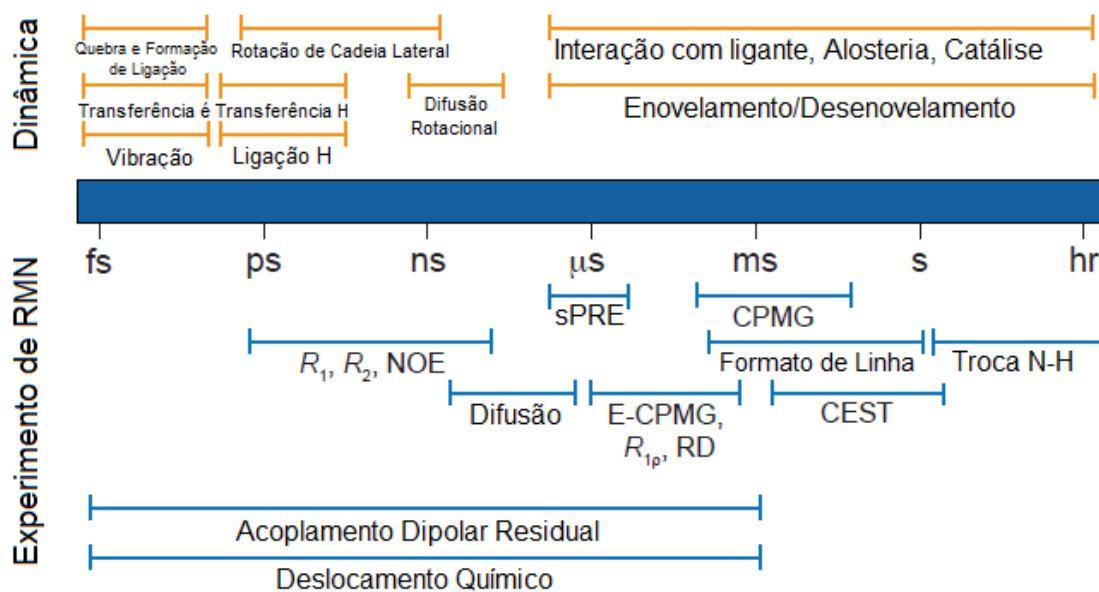 Dinâmica
Quebra e Formação
de Ligação
Rotação de Cadeia Lateral
Interação com ligante, Alosteria, Catálise
Transferência é
Transferência H
Difusão
Rotacional
Enovelamento/Desenovelamento
Vibração
Ligação H
fs
ps
ns
μs
ms
s
hr
Experimento de RMN
sPRE
CPMG
R1, R2, NOE
Formato de Linha
Troca N-H
Difusão
E-CPMG,
R1ρ, RD
CEST
Acoplamento Dipolar Residual
Deslocamento Químico